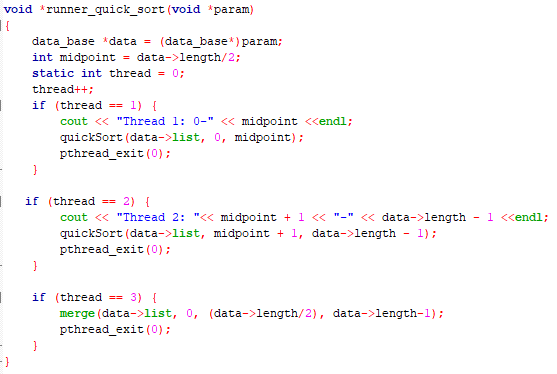 void *runner_quick_sort(void *param)
{
data_base *data = (data_base*)param;
int midpoint = data->length/2;
static int thread = 0;
thread++;
if (thread == 1) {
cout << "Thread 1: 0-" << midpoint <<endl;
quickSort(data->list, 0, midpoint);
pthread_exit(0);
}
if (thread == 2) {
cout << "Thread 2: "<< midpoint + 1 << "-" << data->length - 1 <<endl;
quickSort(data->list, midpoint + 1, data->length - 1);
pthread_exit(0);
}
if (thread == 3) {
merge(data->list, 0, (data->length/2), data->length-1);
pthread_exit(0);
}
}